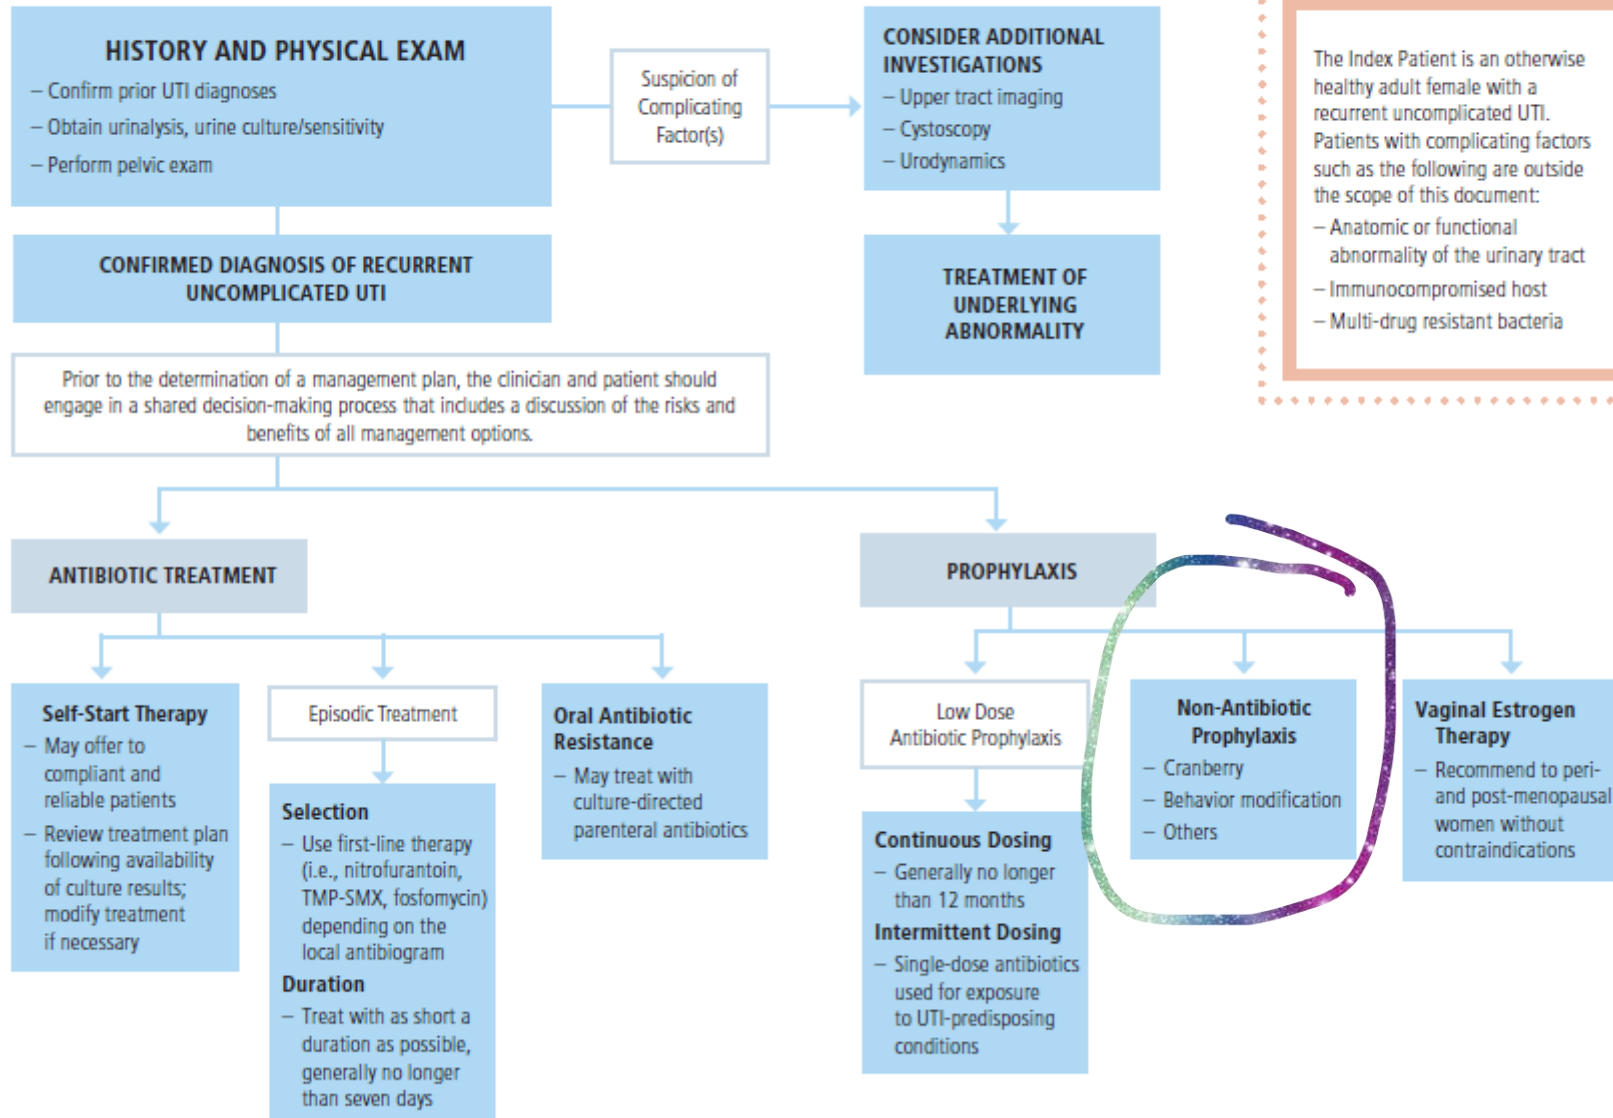 HISTORY AND PHYSICAL EXAM
– Confirm prior UTI diagnoses
– Obtain urinalysis, urine culture/sensitivity
– Perform pelvic exam
Suspicion of
Complicating
Factor(s)
CONSIDER ADDITIONAL
INVESTIGATIONS
– Upper tract imaging
– Cystoscopy
– Urodynamics
The Index Patient is an otherwise
healthy adult female with a
recurrent uncomplicated UTI.
Patients with complicating factors
such as the following are outside
the scope of this document:
– Anatomic or functional
abnormality of the urinary tract
– Immunocompromised host
– Multi-drug resistant bacteria
CONFIRMED DIAGNOSIS OF RECURRENT
UNCOMPLICATED UTI
TREATMENT OF
UNDERLYING
ABNORMALITY
Prior to the determination of a management plan, the clinician and patient should
engage in a shared decision-making process that includes a discussion of the risks and
benefits of all management options.
ANTIBIOTIC TREATMENT
PROPHYLAXIS
Self-Start Therapy
– May offer to
compliant and
reliable patients
– Review treatment plan
following availability
of culture results;
modify treatment
if necessary
Episodic Treatment
Selection
– Use first-line therapy
(i.e., nitrofurantoin,
TMP-SMX, fosfomycin)
depending on the
local antibiogram
Duration
– Treat with as short a
duration as possible,
generally no longer
than seven days
Oral Antibiotic
Resistance
– May treat with
culture-directed
parenteral antibiotics
Low Dose
Antibiotic Prophylaxis
Continuous Dosing
– Generally no longer
than 12 months
Intermittent Dosing
– Single-dose antibiotics
used for exposure
to UTI-predisposing
conditions
Non-Antibiotic
Prophylaxis
– Cranberry
– Behavior modification
– Others
Vaginal Estrogen
Therapy
– Recommend to peri-
and post-menopausal
women without
contraindications